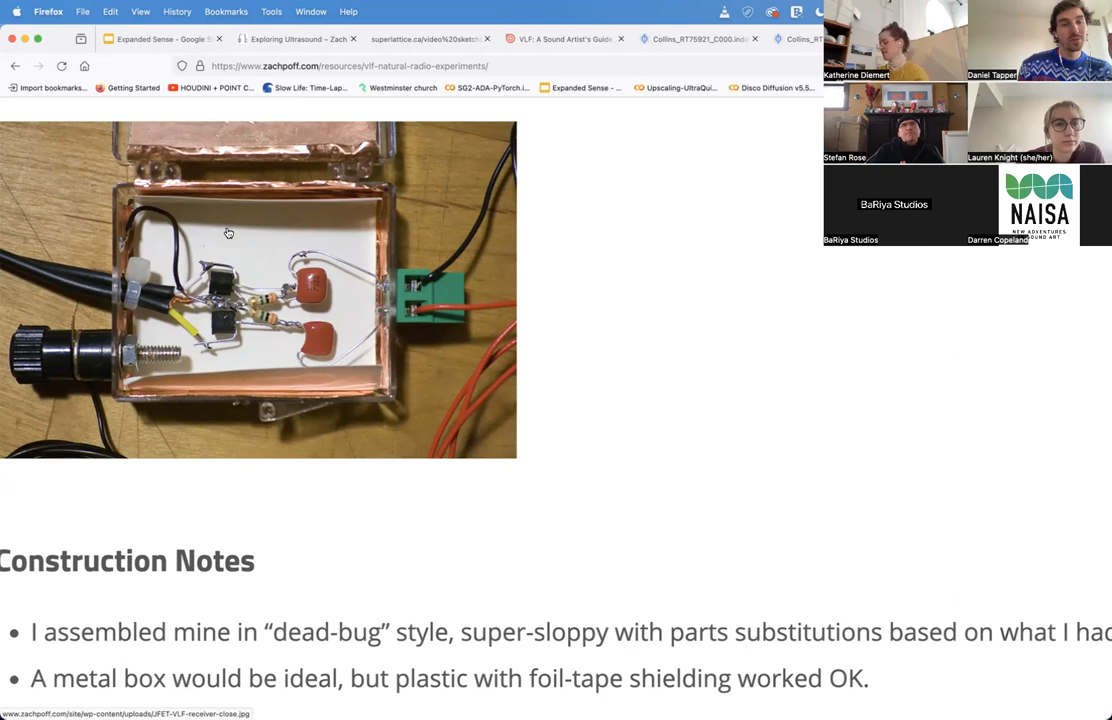 Firefox File Edit View History Bookmarks Tools Window Help
Expanded Sense - Google S
Exploring Ultrasound – Zach
superlattice.ca/video%20sketch
VLF: A Sound Artist's Guide
Collins_RT75921_C000.ind
Collins_RT
https://www.zachpoff.com/resources/vlf-natural-radio-experiments/
Import bookmarks...
Getting Started
HOUDINI + POINT C...
Slow Life: Time-Lap...
Westminster church
SG2-ADA-PyTorch.i...
Expanded Sense - ...
Upscaling-UltraQui...
Disco Diffusion v5.5...
Katherine Diemert
Daniel Tapper
Stefan Rose
Lauren Knight (she/her)
BaRiya Studios
BaRiya Studios
NAISA
NEW ADVENTURES
SOUND ART
Darren Copeland
Construction Notes
• I assembled mine in “dead-bug” style, super-sloppy with parts substitutions based on what I had
• A metal box would be ideal, but plastic with foil-tape shielding worked OK.
www.zachpoff.com/site/wp-content/uploads/JFET-VLF-receiver-close.jpg